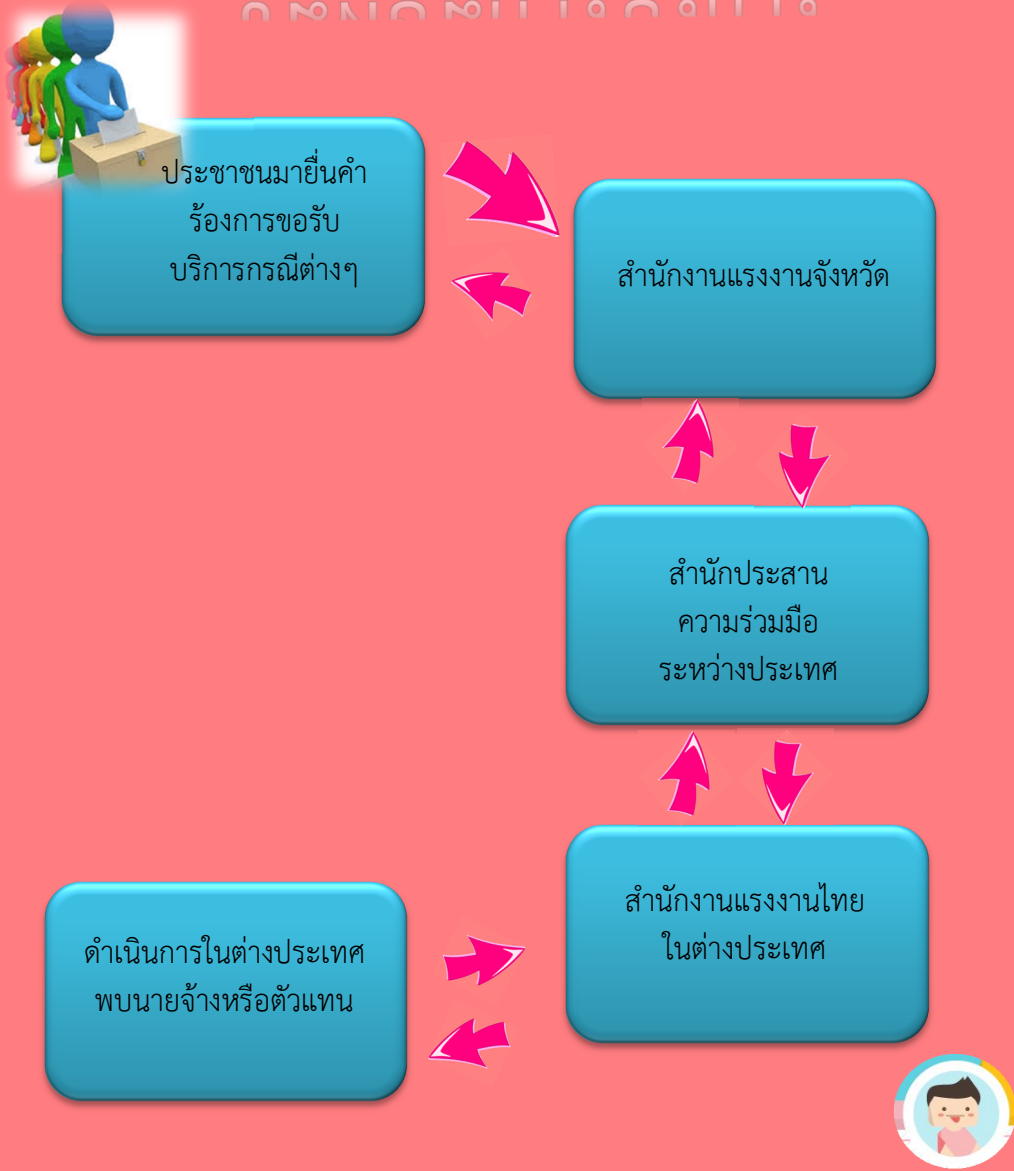 ประชาชนมายื่นคำ
ร้องการขอรับ
บริการกรณีต่างๆ
สำนักงานแรงงานจังหวัด
สำนักประสาน
ความร่วมมือ
ระหว่างประเทศ
สำนักงานแรงงานไทย
ในต่างประเทศ
ดำเนินการในต่างประเทศ
พบนายจ้างหรือตัวแทน